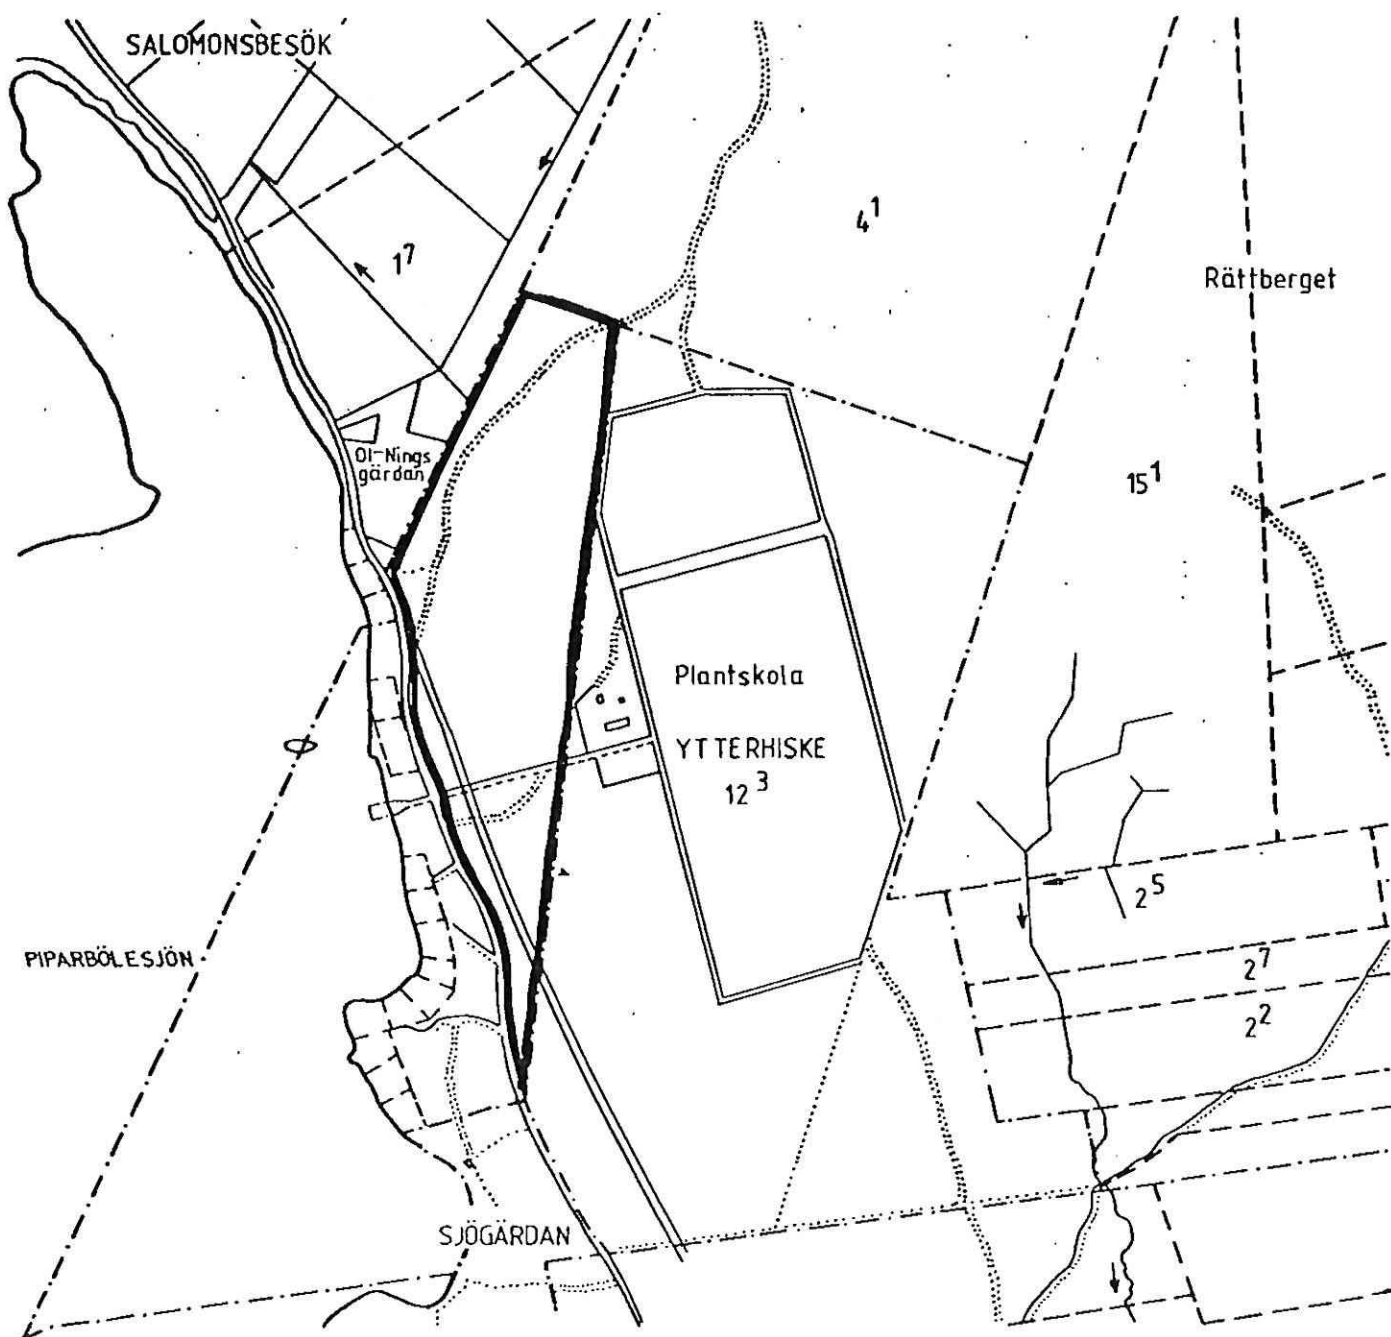 SALOMONSBESÖK
4¹
1⁷
Rättberget
Ol-Nings
gärdan
15¹
Plantskola
YTTERHISKE
12³
2⁵
PIPARBÖLESJÖN
2⁷
2²
SJÖGÄRDAN